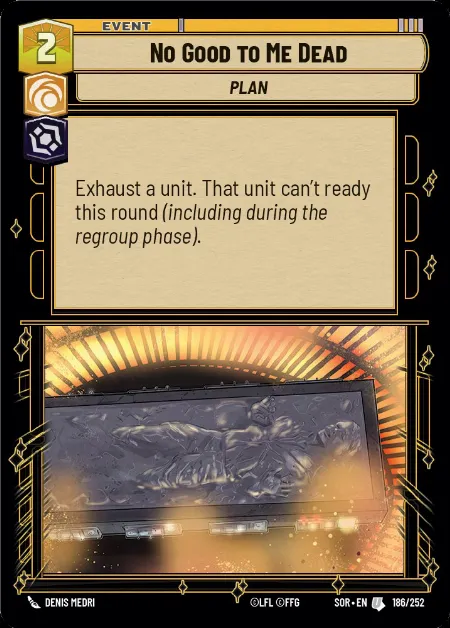 EVENT
2
NO GOOD TO ME DEAD
PLAN
Exhaust a unit. That unit can't ready
this round (including during the
regroup phase).
DENIS MEDRI
©LFL ©FFG
SOR • EN
U
186/252